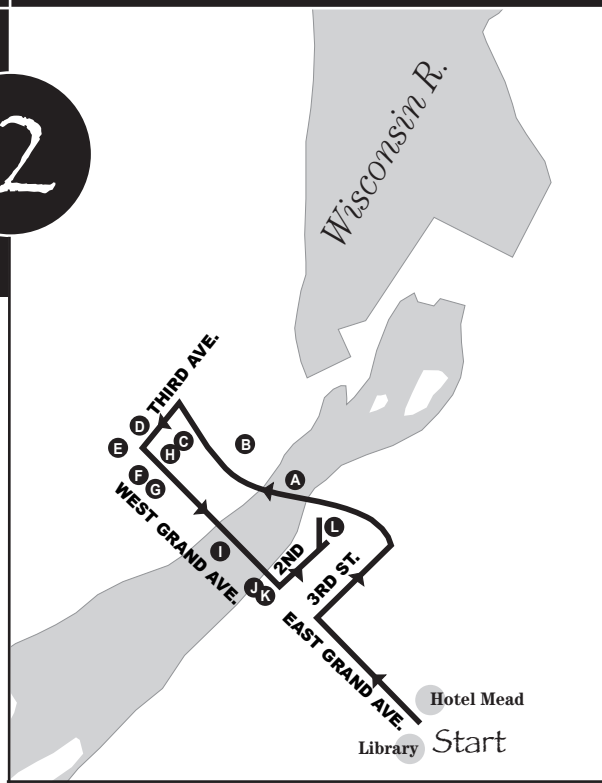 Wisconsin R.
2
THIRD AVE.
D
C
B
E
H
F
G
A
WEST GRAND AVE.
L
I
2ND
3RD ST.
J
K
EAST GRAND AVE.
Hotel Mead
Library
Start